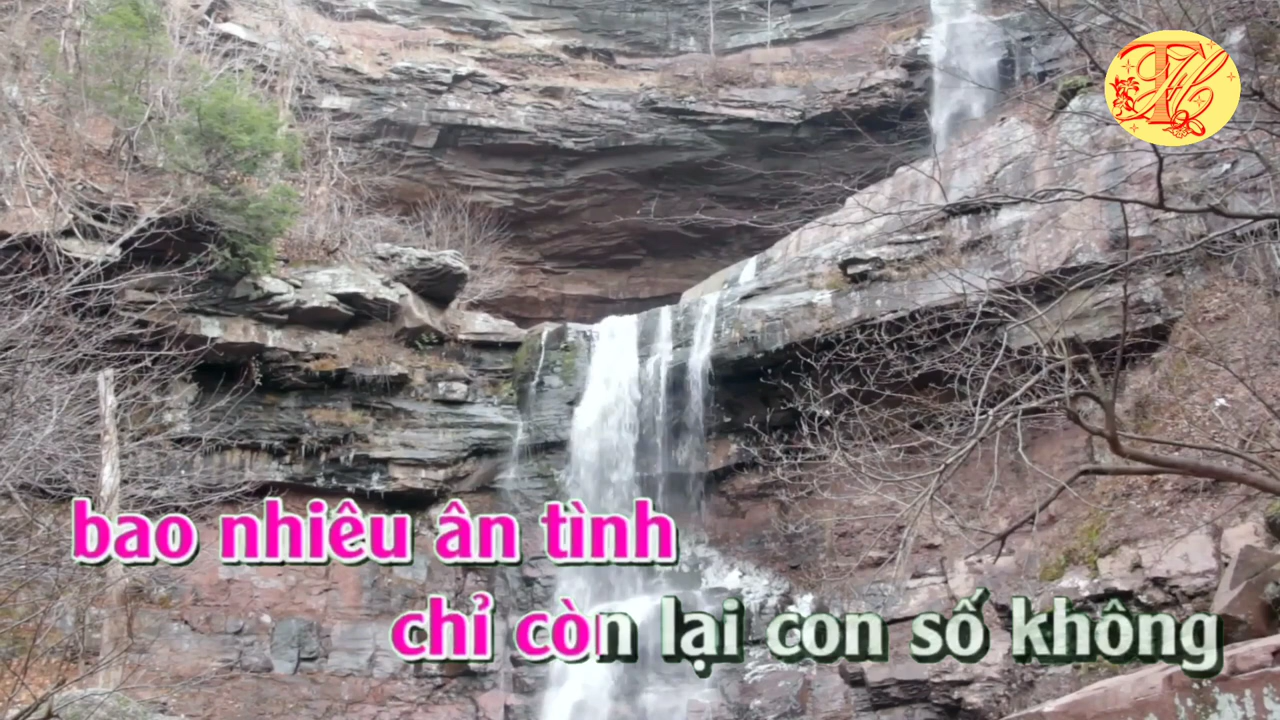 bao nhiêu ân tình
chỉ còn lại con số không